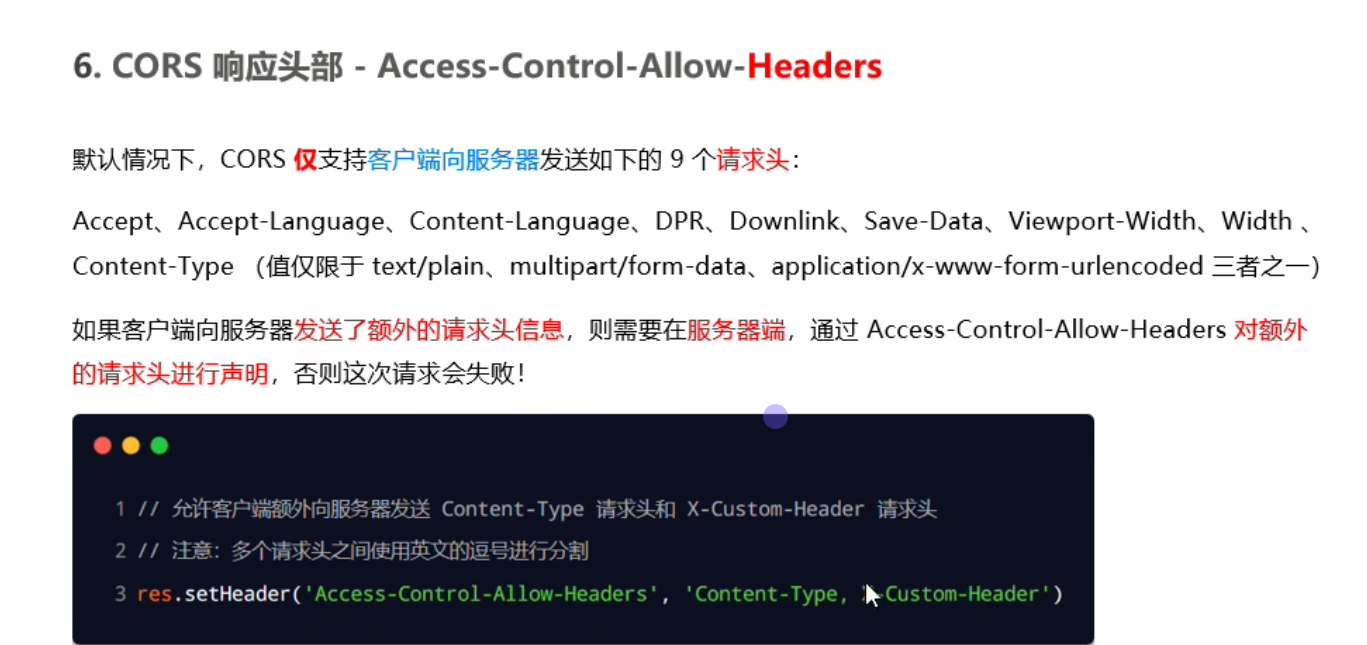 6. CORS 响应头部 - Access-Control-Allow-Headers
默认情况下，CORS 仅支持客户端向服务器发送如下的 9 个请求头：
Accept、Accept-Language、Content-Language、DPR、Downlink、Save-Data、Viewport-Width、Width 、
Content-Type （值仅限于 text/plain、multipart/form-data、application/x-www-form-urlencoded 三者之一）
如果客户端向服务器发送了额外的请求头信息，则需要在服务器端，通过 Access-Control-Allow-Headers 对额外
的请求头进行声明，否则这次请求会失败！
1 // 允许客户端额外向服务器发送 Content-Type 请求头和 X-Custom-Header 请求头
2 // 注意：多个请求头之间使用英文的逗号进行分割
3 res.setHeader('Access-Control-Allow-Headers', 'Content-Type, X-Custom-Header')